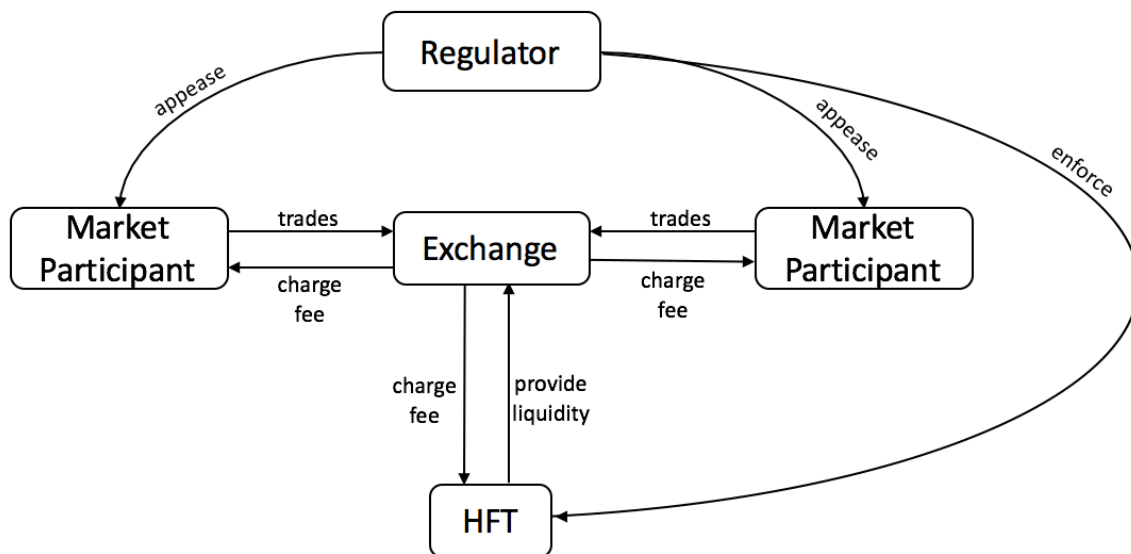 Regulator
appease
appease
enforce
Market
Participant
trades
charge
fee
Exchange
trades
charge
fee
Market
Participant
charge
fee
provide
liquidity
HFT